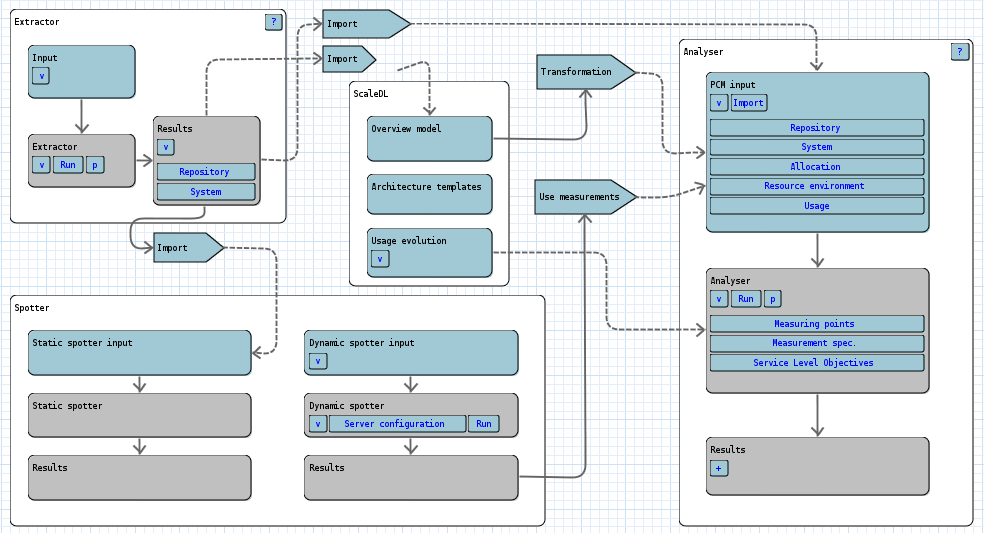 Extractor
?
Input
v
Extractor
v Run p
Results
v
Repository
System
Import
Import
Import
ScaleDL
Overview model
Architecture templates
Usage evolution
v
Transformation
Use measurements
Spotter
Static spotter input
Static spotter
Results
Dynamic spotter input
v
Dynamic spotter
v Server configuration Run
Results
Analyser
?
PCM input
v Import
Repository
System
Allocation
Resource environment
Usage
Analyser
v Run p
Measuring points
Measurement spec.
Service Level Objectives
Results
+